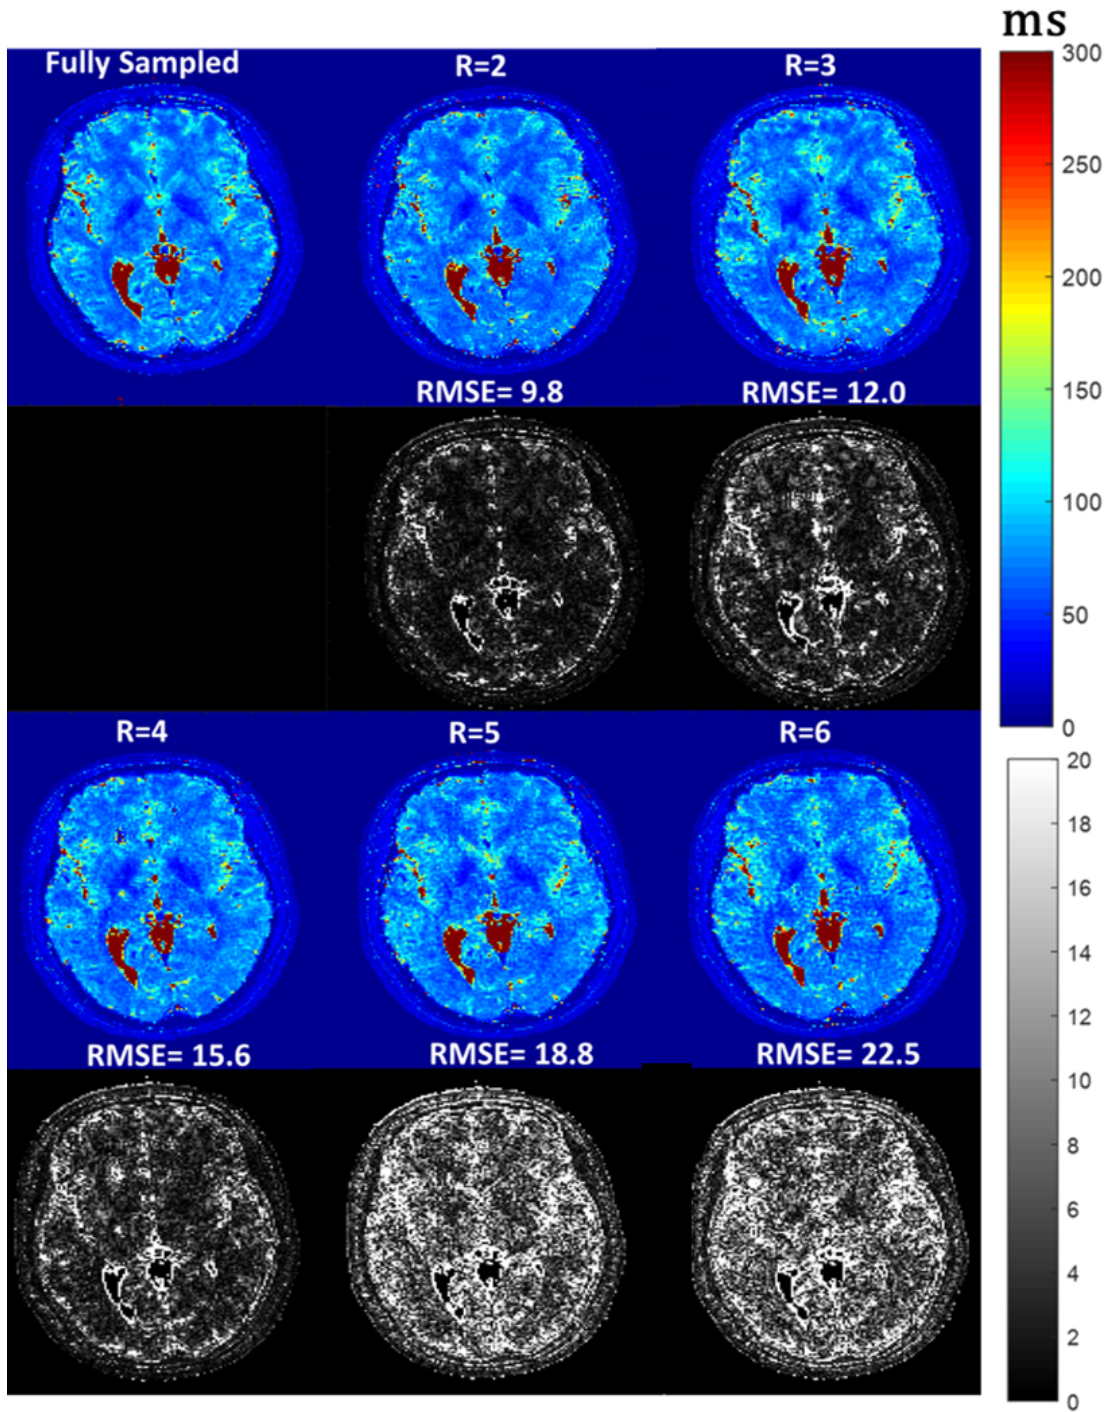 ms
Fully Sampled
R=2
R=3
300
250
200
150
100
50
0
RMSE= 9.8
RMSE= 12.0
R=4
R=5
R=6
20
18
16
14
12
10
8
6
4
2
0
RMSE= 15.6
RMSE= 18.8
RMSE= 22.5